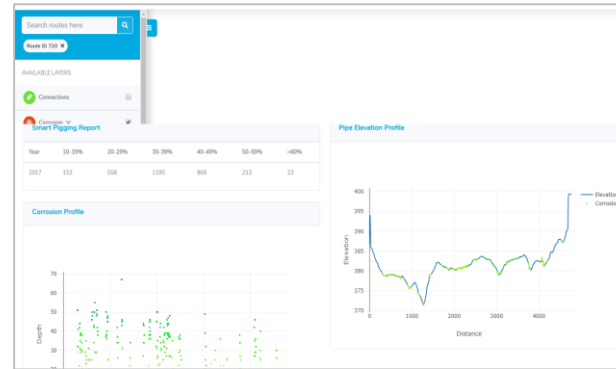 Search routes here
Route ID 720 ✕
AVAILABLE LAYERS
Connections
Corrosion
Smart Pigging Report
Year 10-19% 20-29% 30-39% 40-49% 50-59% >60%
2017 153 556 1185 969 213 23
Corrosion Profile
70
60
50
40
30
20
Depth
Pipe Elevation Profile
400
395
390
385
380
375
370
Elevation
0 1000 2000 3000 4000
Distance
Elevation
Corrosio